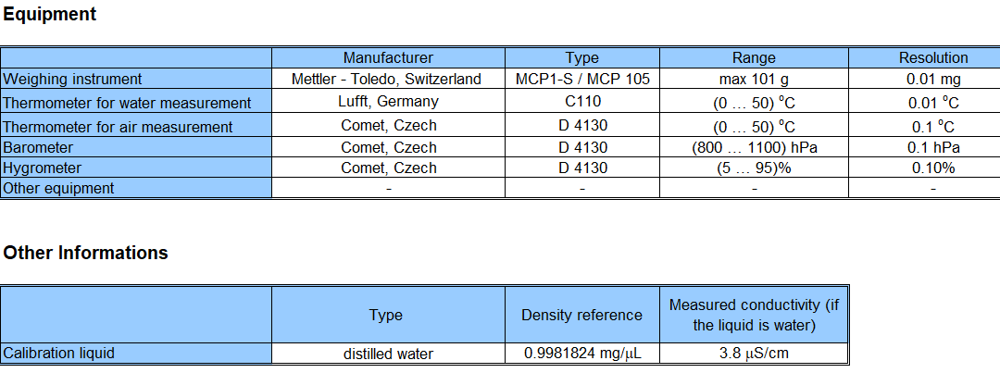 Equipment
Manufacturer Type Range Resolution
Weighing instrument Mettler - Toledo, Switzerland MCP1-S / MCP 105 max 101 g 0.01 mg
Thermometer for water measurement Lufft, Germany C110 (0 … 50) ºC 0.01 ºC
Thermometer for air measurement Comet, Czech D 4130 (0 … 50) ºC 0.1 ºC
Barometer Comet, Czech D 4130 (800 … 1100) hPa 0.1 hPa
Hygrometer Comet, Czech D 4130 (5 … 95)% 0.10%
Other equipment - - - -
Other Informations
Type Density reference Measured conductivity (if
the liquid is water)
Calibration liquid distilled water 0.9981824 mg/μL 3.8 μS/cm